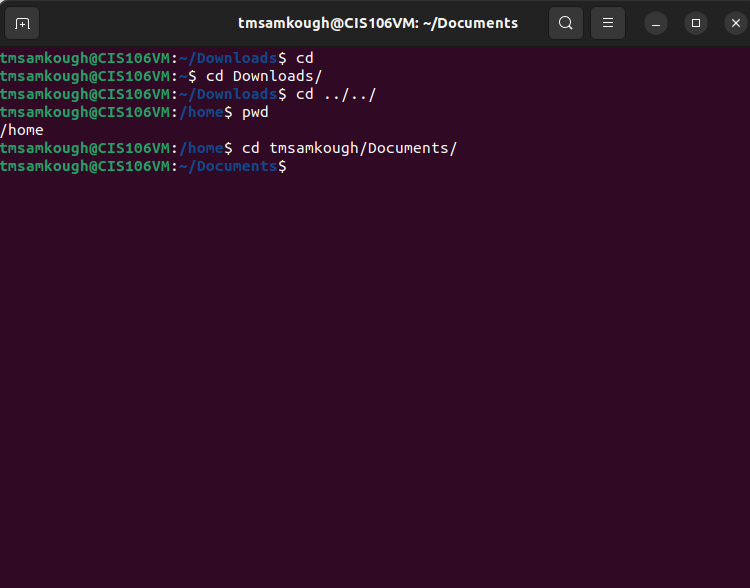 tmsamkough@CIS106VM: ~/Documents
tmsamkough@CIS106VM:~/Downloads$ cd
tmsamkough@CIS106VM:~$ cd Downloads/
tmsamkough@CIS106VM:~/Downloads$ cd ../../
tmsamkough@CIS106VM:/home$ pwd
/home
tmsamkough@CIS106VM:/home$ cd tmsamkough/Documents/
tmsamkough@CIS106VM:~/Documents$